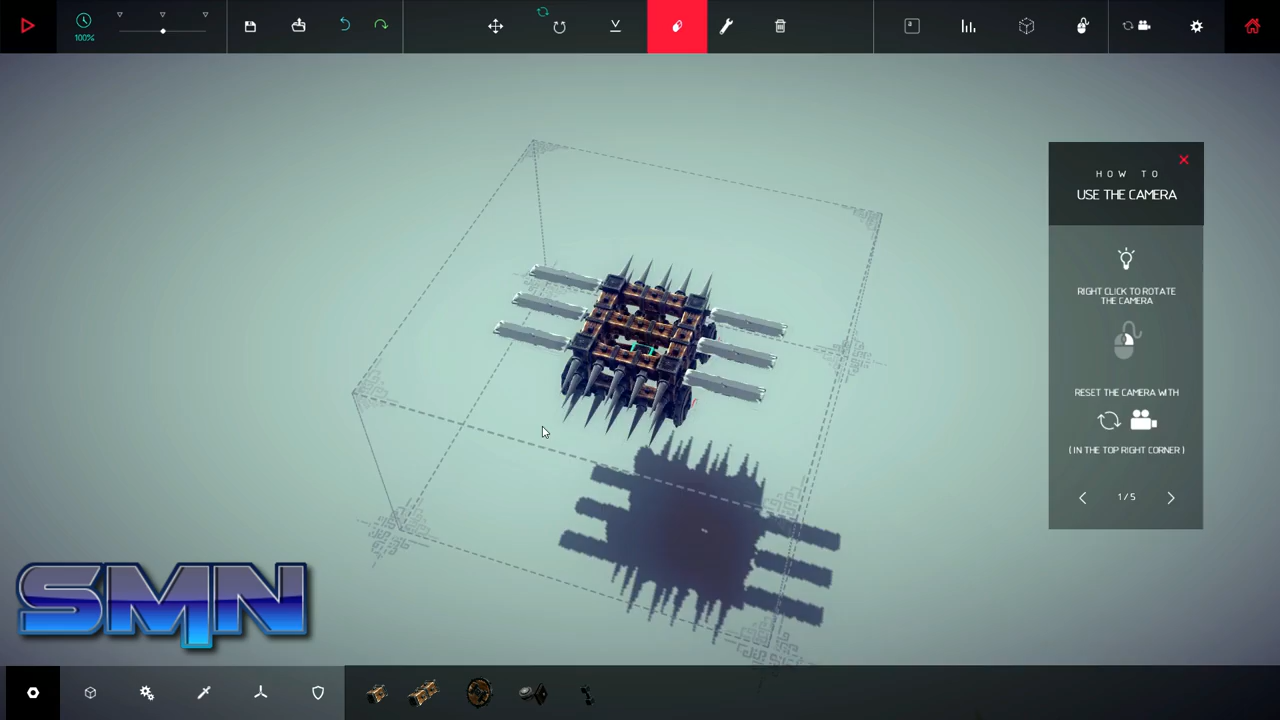 100%
HOW TO
USE THE CAMERA
RIGHT CLICK TO ROTATE
THE CAMERA
RESET THE CAMERA WITH
( IN THE TOP RIGHT CORNER )
1/5
SMN